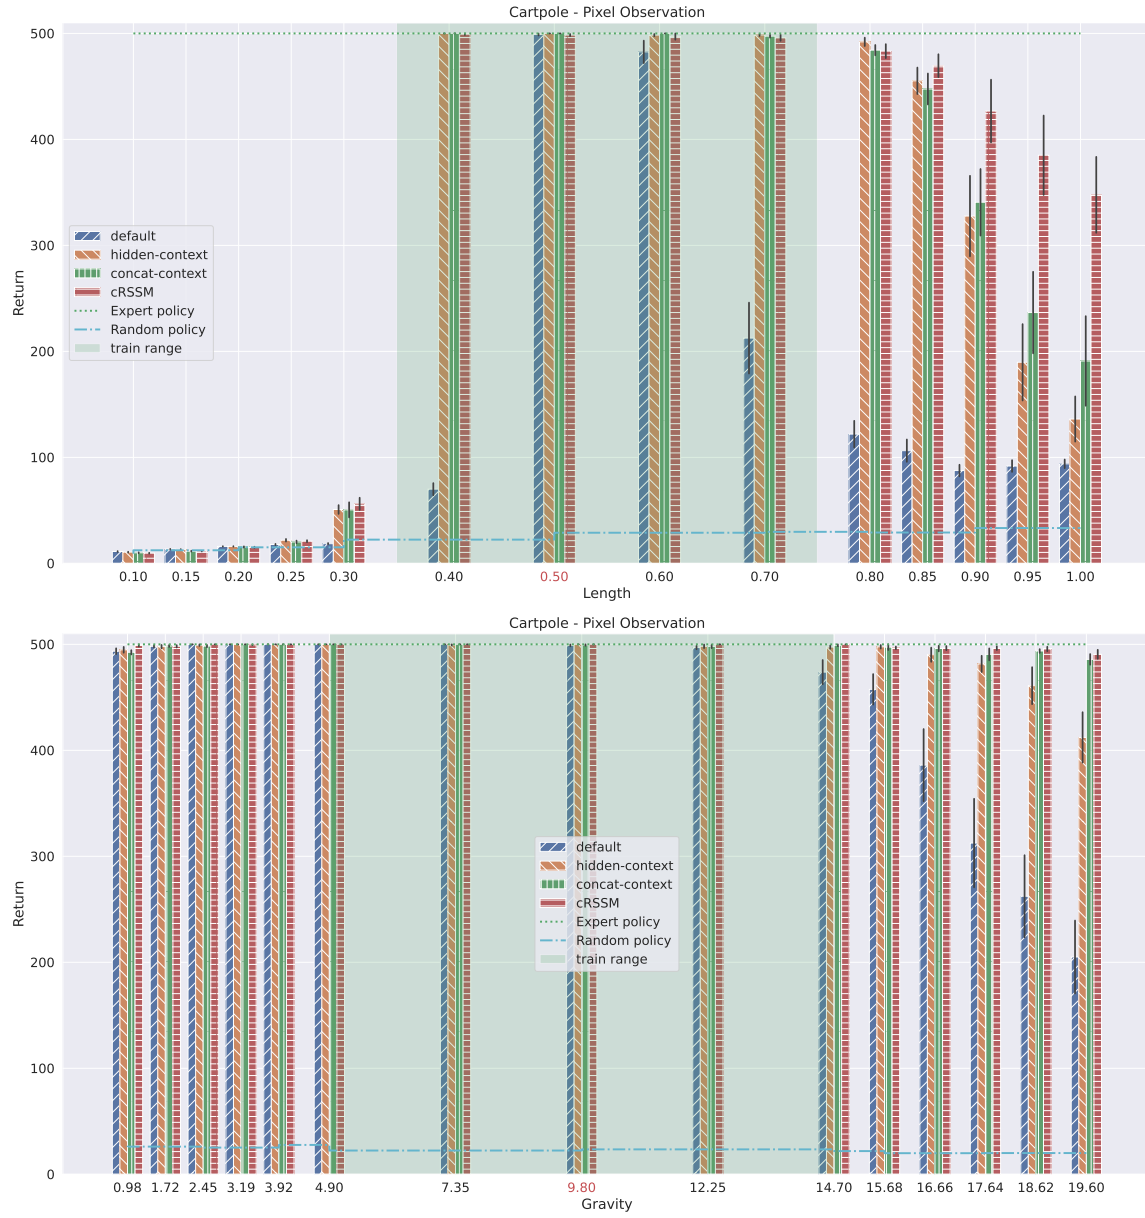 Cartpole - Pixel Observation
500
400
300
200
100
0
Return
default
hidden-context
concat-context
cRSSM
Expert policy
Random policy
train range
0.10 0.15 0.20 0.25 0.30 0.40 0.50 0.60 0.70 0.80 0.85 0.90 0.95 1.00
Length
Cartpole - Pixel Observation
500
400
300
200
100
0
Return
default
hidden-context
concat-context
cRSSM
Expert policy
Random policy
train range
0.98 1.72 2.45 3.19 3.92 4.90 7.35 9.80 12.25 14.70 15.68 16.66 17.64 18.62 19.60
Gravity